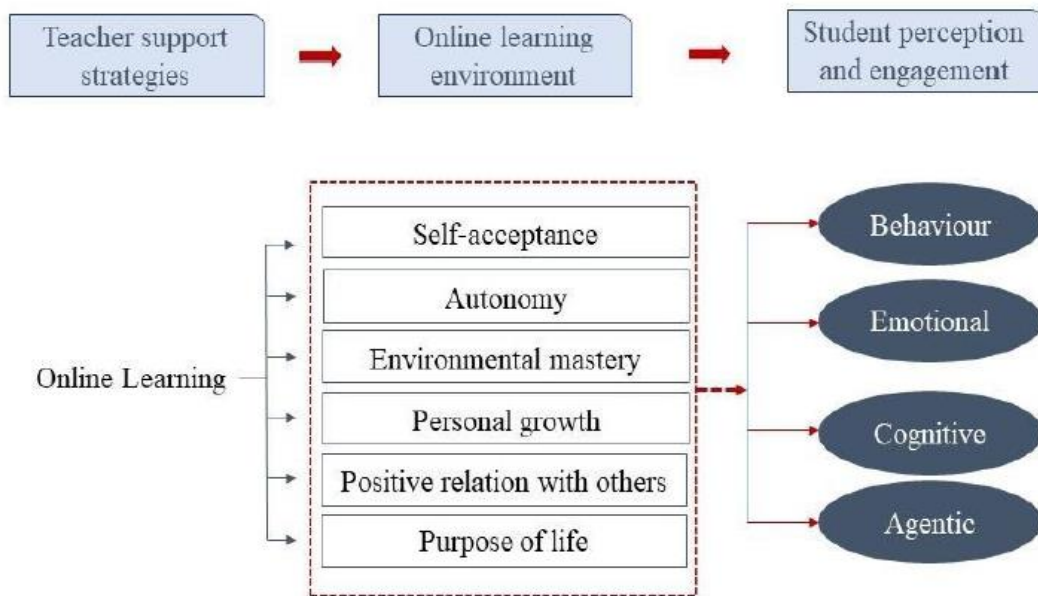 Teacher support
strategies
Online learning
environment
Student perception
and engagement
Online Learning
Self-acceptance
Autonomy
Environmental mastery
Personal growth
Positive relation with others
Purpose of life
Behaviour
Emotional
Cognitive
Agentic